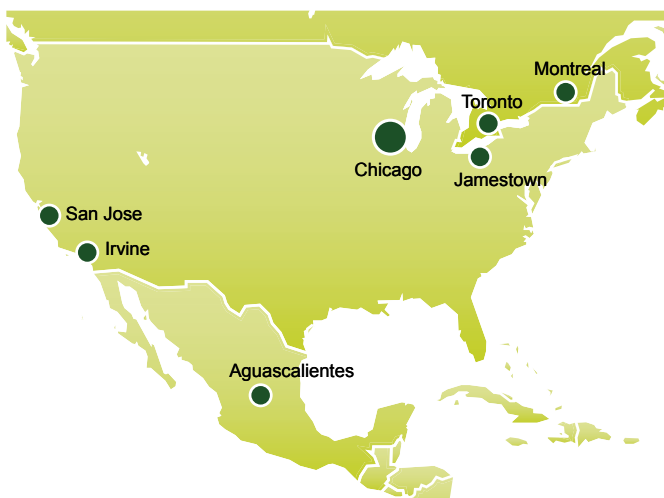 Montreal
Toronto
Chicago
Jamestown
San Jose
Irvine
Aguascalientes